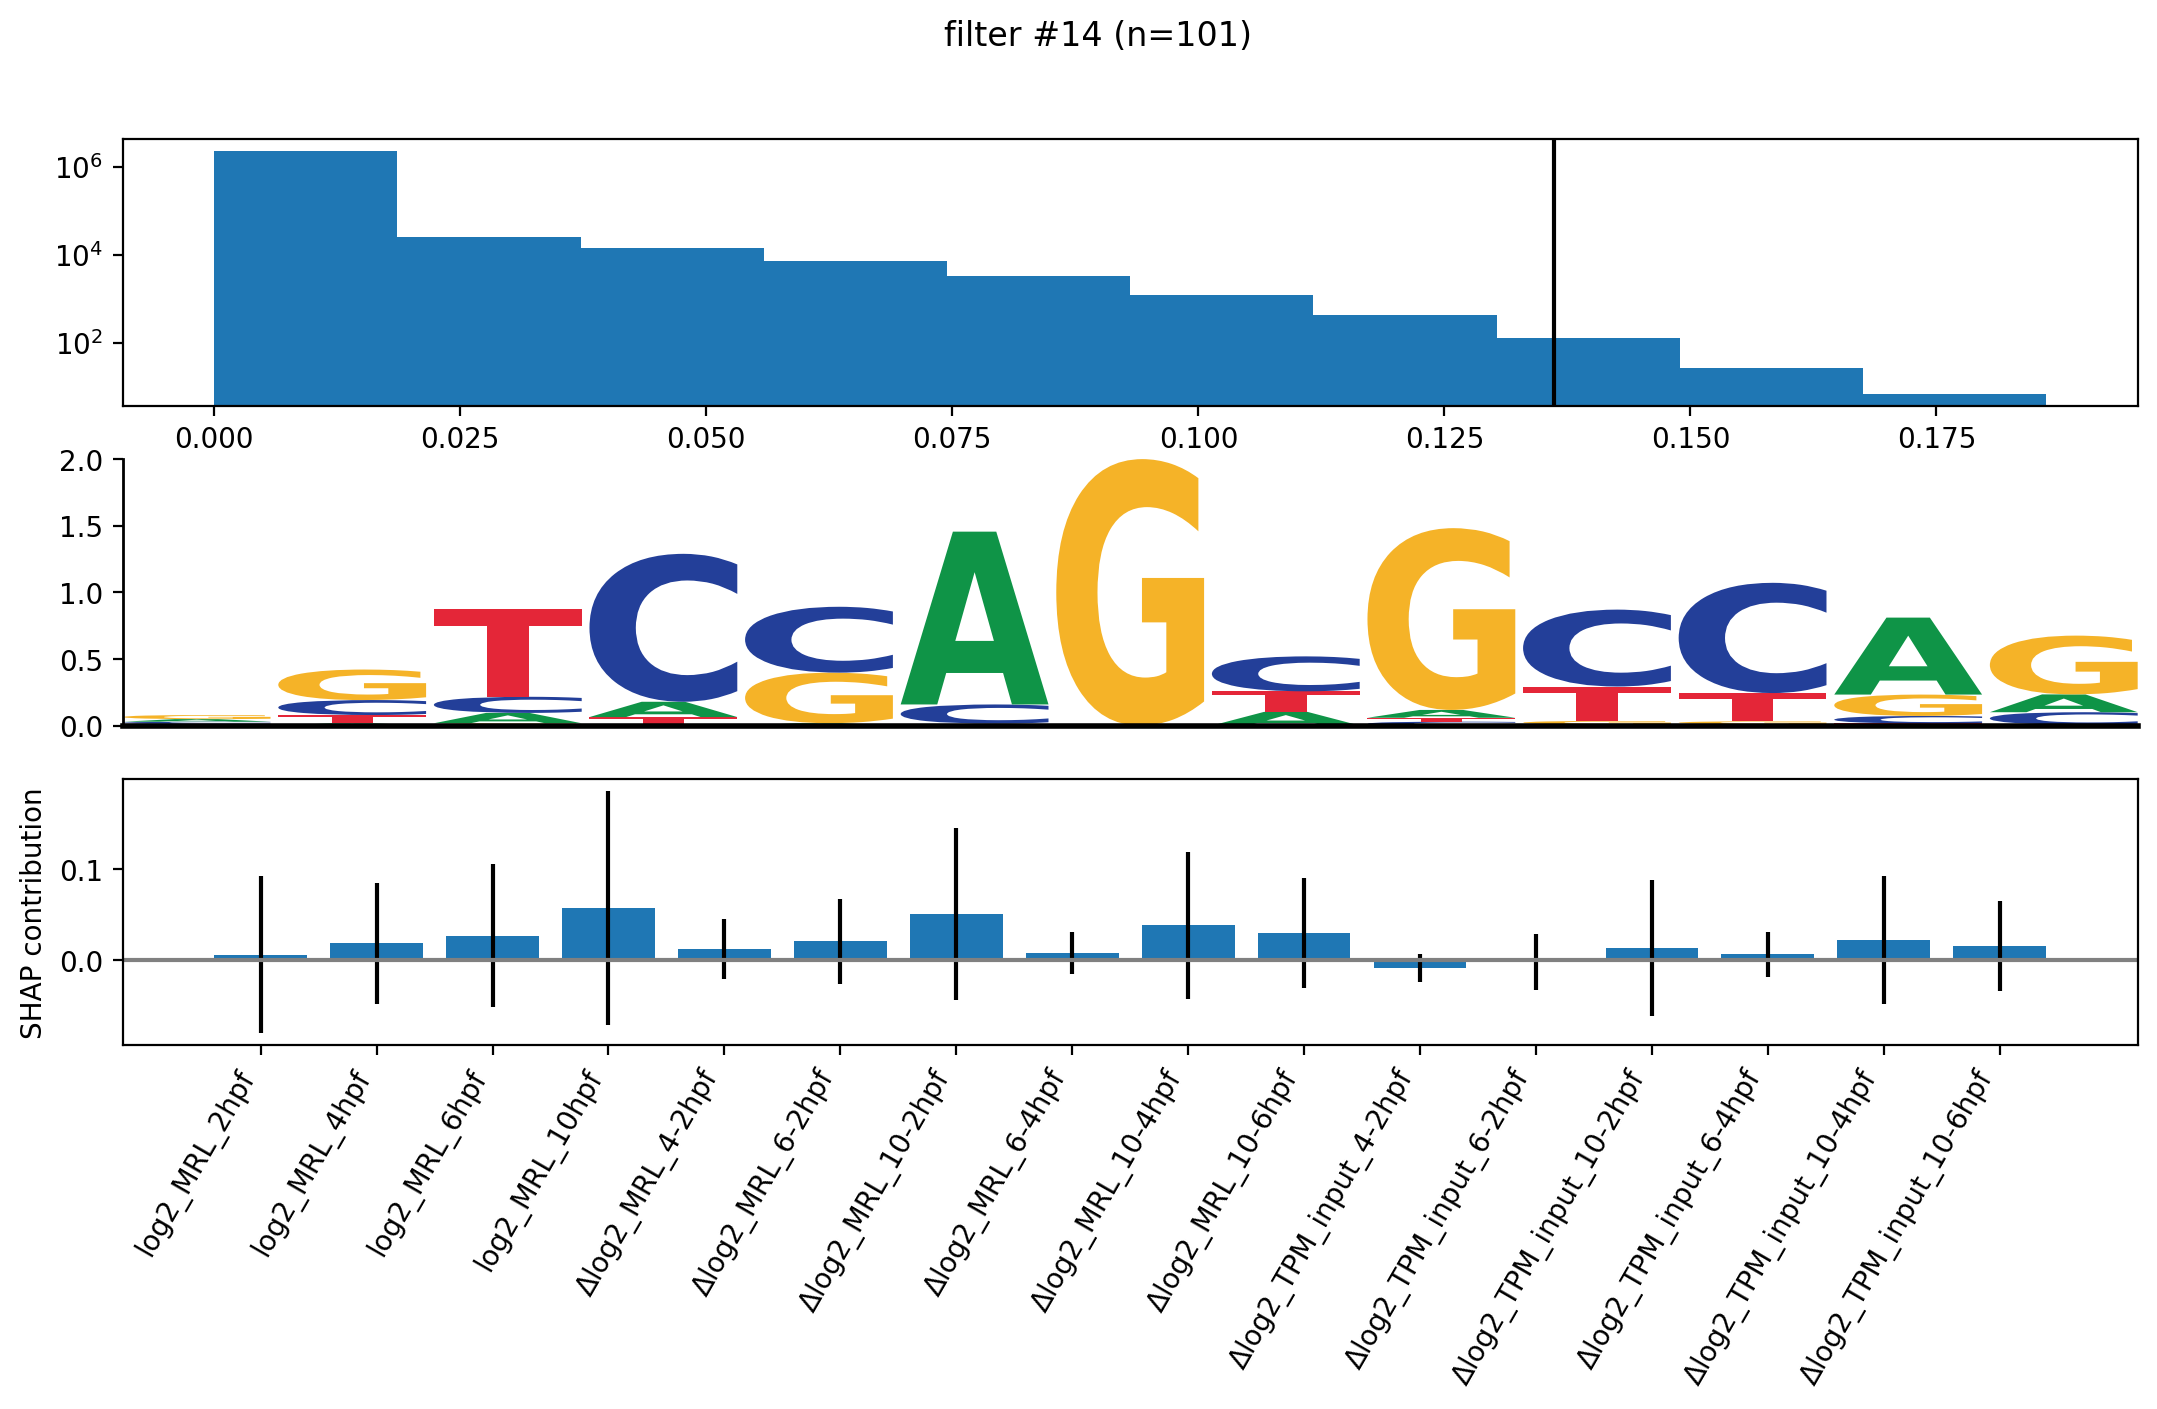 filter #14 (n=101)
10^6
10^4
10^2
0.000 0.025 0.050 0.075 0.100 0.125 0.150 0.175
2.0
1.5
1.0
0.5
0.0
G
G C T
T C A
C A T
C G
A C
G
C T A
G A T
C T
C T
A G C
G A C
SHAP contribution
0.1
0.0
log2_MRL_2hpf
log2_MRL_4hpf
log2_MRL_6hpf
log2_MRL_10hpf
Δlog2_MRL_4-2hpf
Δlog2_MRL_6-2hpf
Δlog2_MRL_10-2hpf
Δlog2_MRL_6-4hpf
Δlog2_MRL_10-4hpf
Δlog2_MRL_10-6hpf
Δlog2_TPM_input_4-2hpf
Δlog2_TPM_input_6-2hpf
Δlog2_TPM_input_10-2hpf
Δlog2_TPM_input_6-4hpf
Δlog2_TPM_input_10-4hpf
Δlog2_TPM_input_10-6hpf